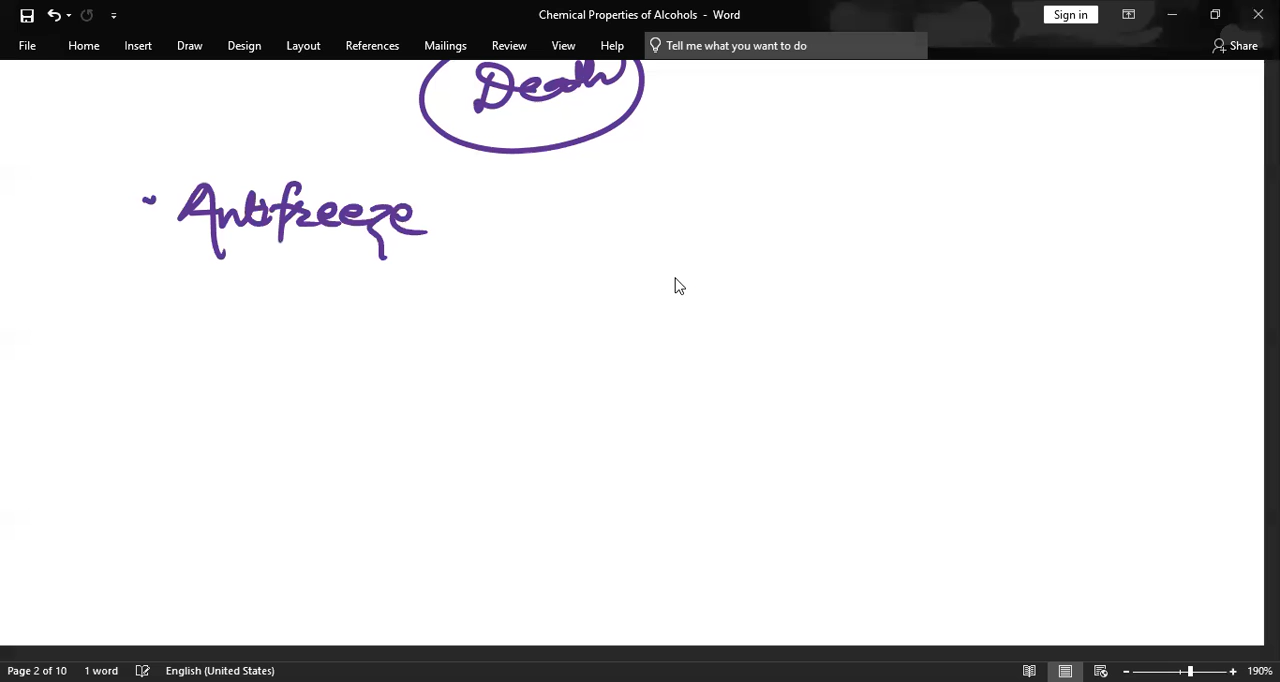 Chemical Properties of Alcohols - Word
Sign in
File Home Insert Draw Design Layout References Mailings Review View Help Tell me what you want to do Share
Death
• Antifreeze
Page 2 of 10 1 word English (United States) 190%